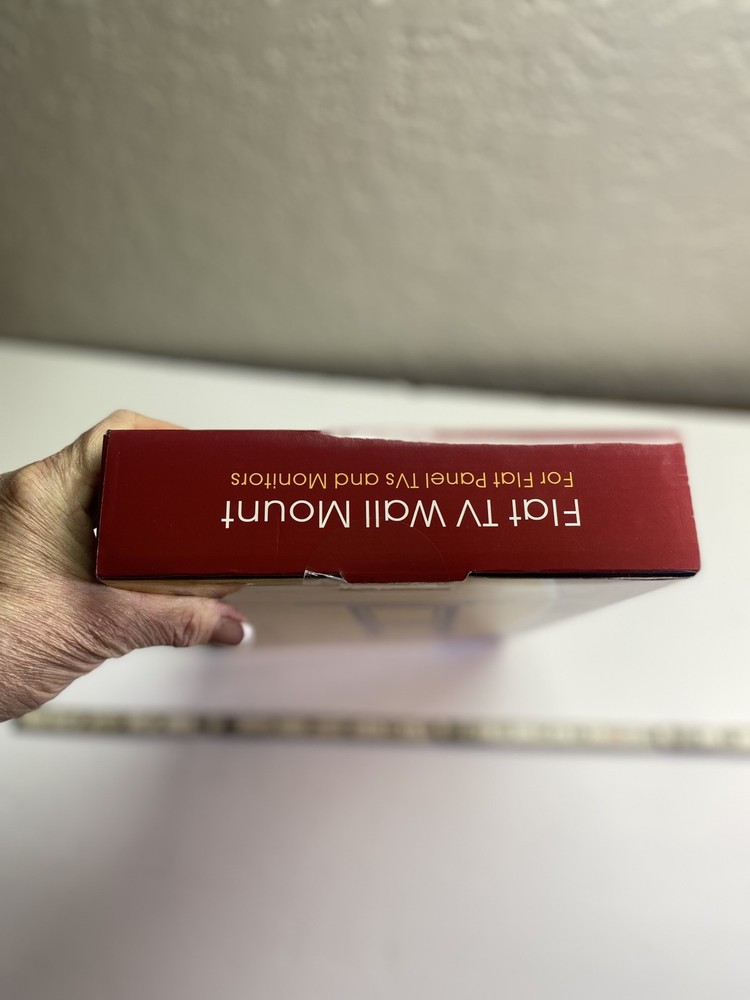 Flat TV Wall Mount
For Flat Panel TVs and Monitors